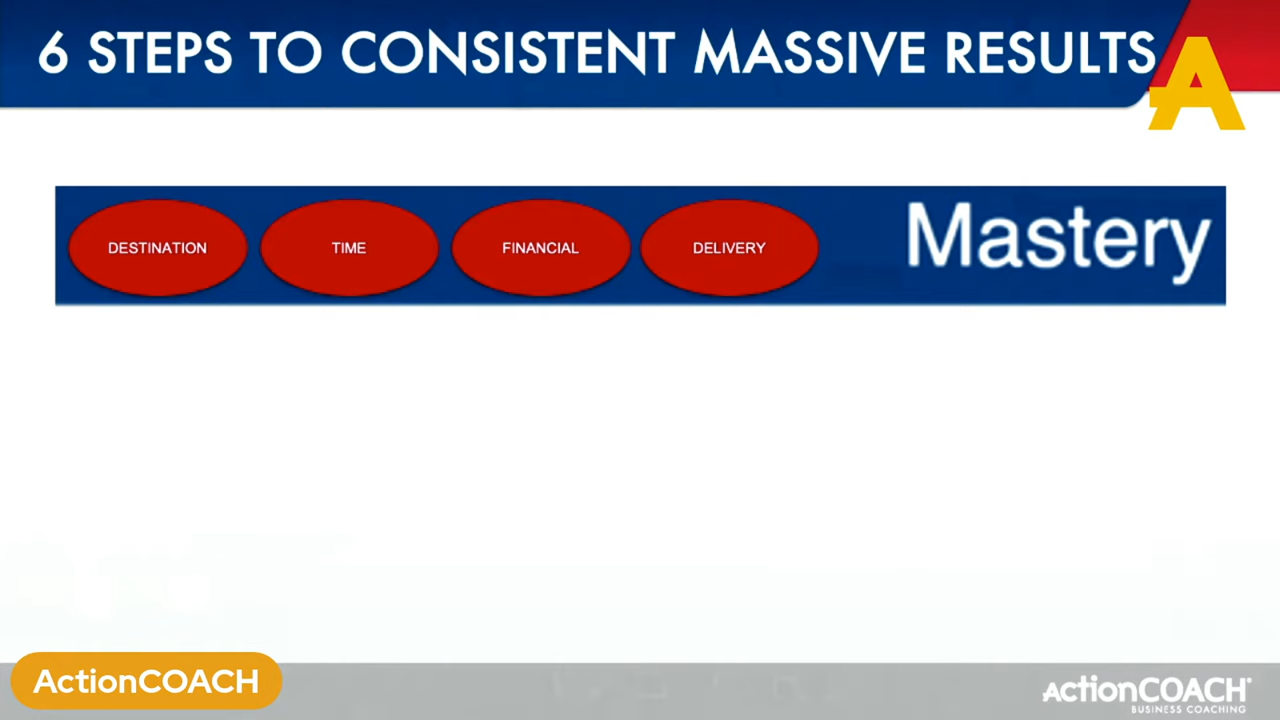 6 STEPS TO CONSISTENT MASSIVE RESULTS
A
DESTINATION TIME FINANCIAL DELIVERY Mastery
ActionCOACH
ACTiONCOACH®
BUSINESS COACHING